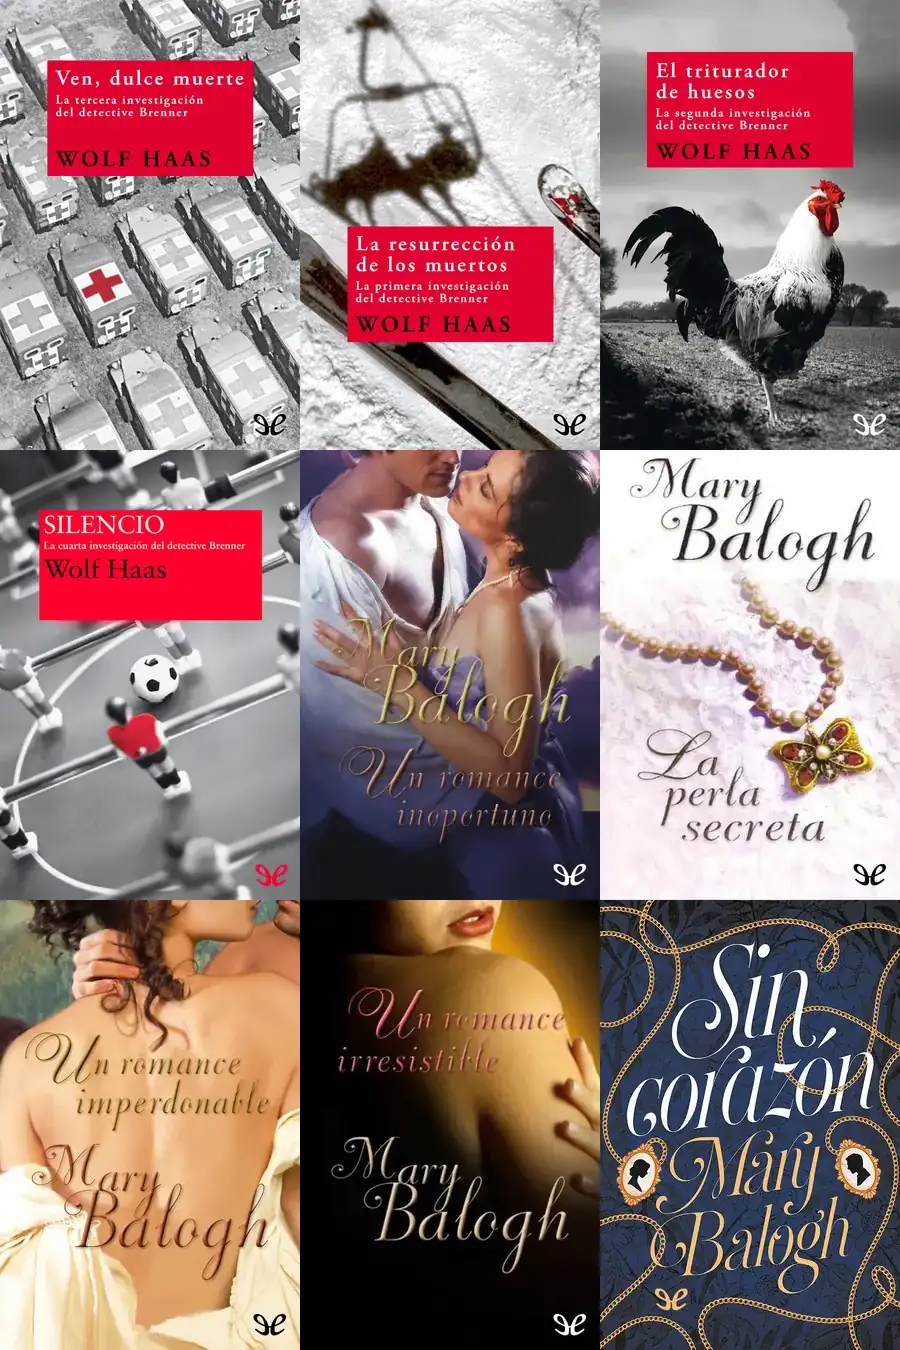 Ven, dulce muerte
La tercera investigación
del detective Brenner
WOLF HAAS
La resurrección
de los muertos
La primera investigación
del detective Brenner
WOLF HAAS
El triturador
de huesos
La segunda investigación
del detective Brenner
WOLF HAAS
SILENCIO
La cuarta investigación del detective Brenner
Wolf Haas
Mary
Balogh
Un romance
inoportuno
Mary
Balogh
La
perla
secreta
Un romance
imperdonable
Mary
Balogh
Un romance
irresistible
Mary
Balogh
Sin
corazón
Mary
Balogh